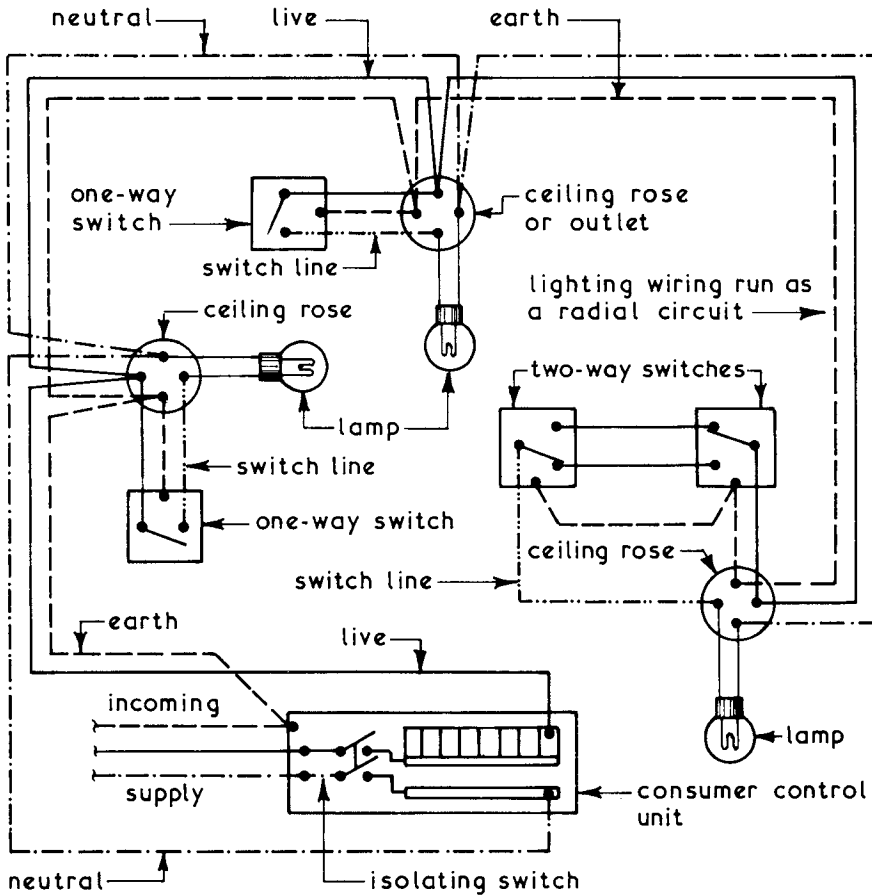 neutral
live
earth
one-way
switch
ceiling rose
or outlet
switch line
lighting wiring run as
a radial circuit
ceiling rose
two-way switches
lamp
switch line
one-way switch
ceiling rose
switch line
earth
live
incoming
lamp
supply
consumer control
unit
neutral
isolating switch